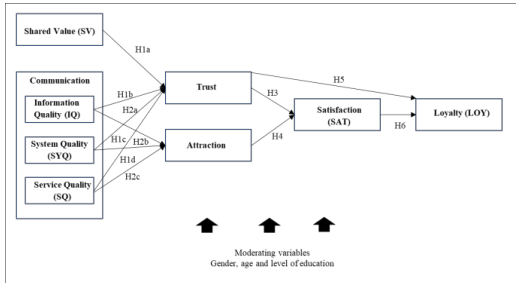 Shared Value (SV)
H1a
Communication
Information
Quality (IQ)
System Quality
(SYQ)
Service Quality
(SQ)
H1b
H2a
H1c
H2b
H1d
H2c
Trust
Attraction
H5
H3
H4
Satisfaction
(SAT)
H6
Loyalty (LOY)
Moderating variables
Gender, age and level of education